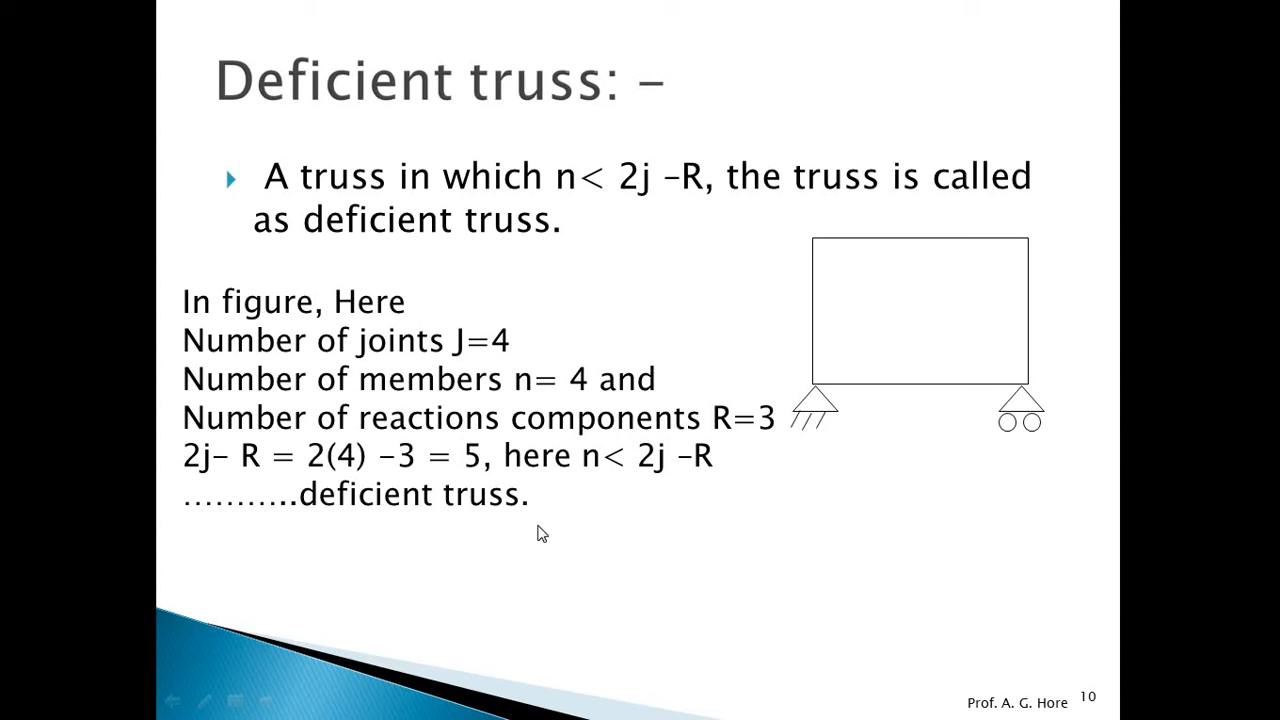 Deficient truss: –
A truss in which n< 2j –R, the truss is called
as deficient truss.
In figure, Here
Number of joints J=4
Number of members n= 4 and
Number of reactions components R=3
2j– R = 2(4) –3 = 5, here n< 2j –R
………..deficient truss.
Prof. A. G. Hore 10